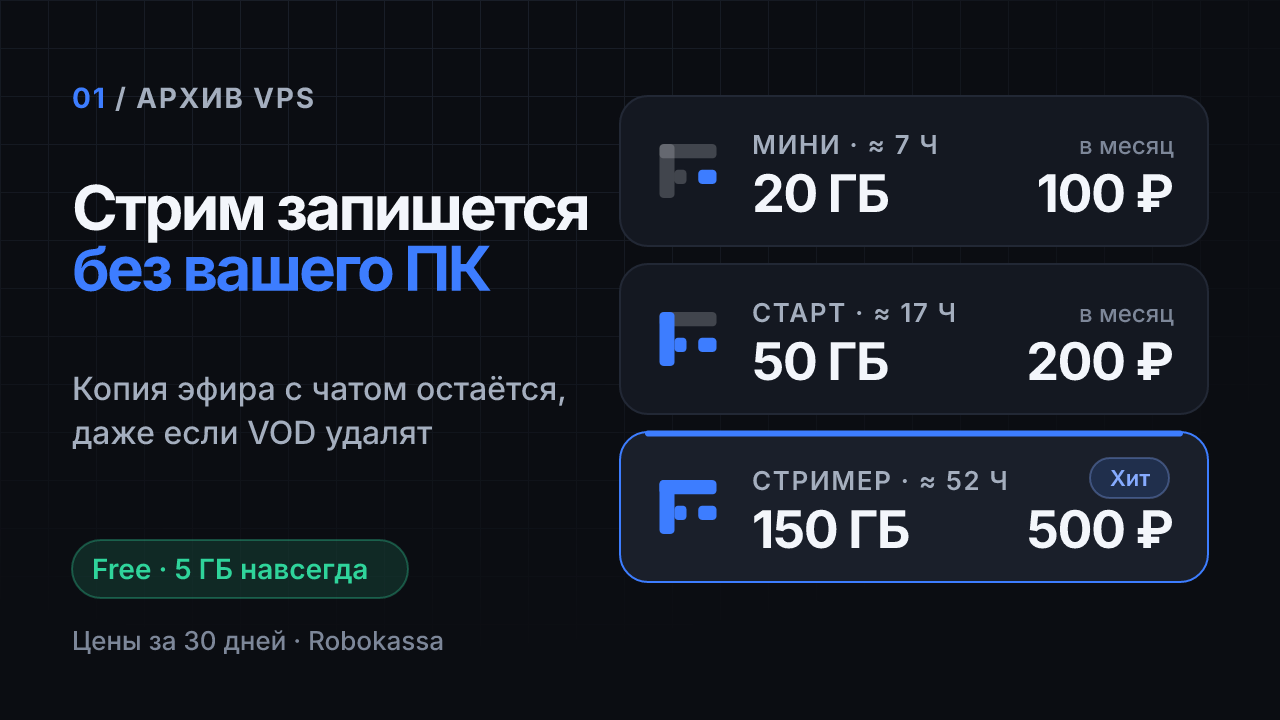 01 / АРХИВ VPS
Стрим запишется
без вашего ПК
Копия эфира с чатом остаётся,
даже если VOD удалят
Free · 5 ГБ навсегда
Цены за 30 дней · Robokassa
МИНИ · ≈ 7 Ч
в месяц
20 ГБ
100 ₽
СТАРТ · ≈ 17 Ч
в месяц
50 ГБ
200 ₽
СТРИМЕР · ≈ 52 Ч
Хит
150 ГБ
500 ₽